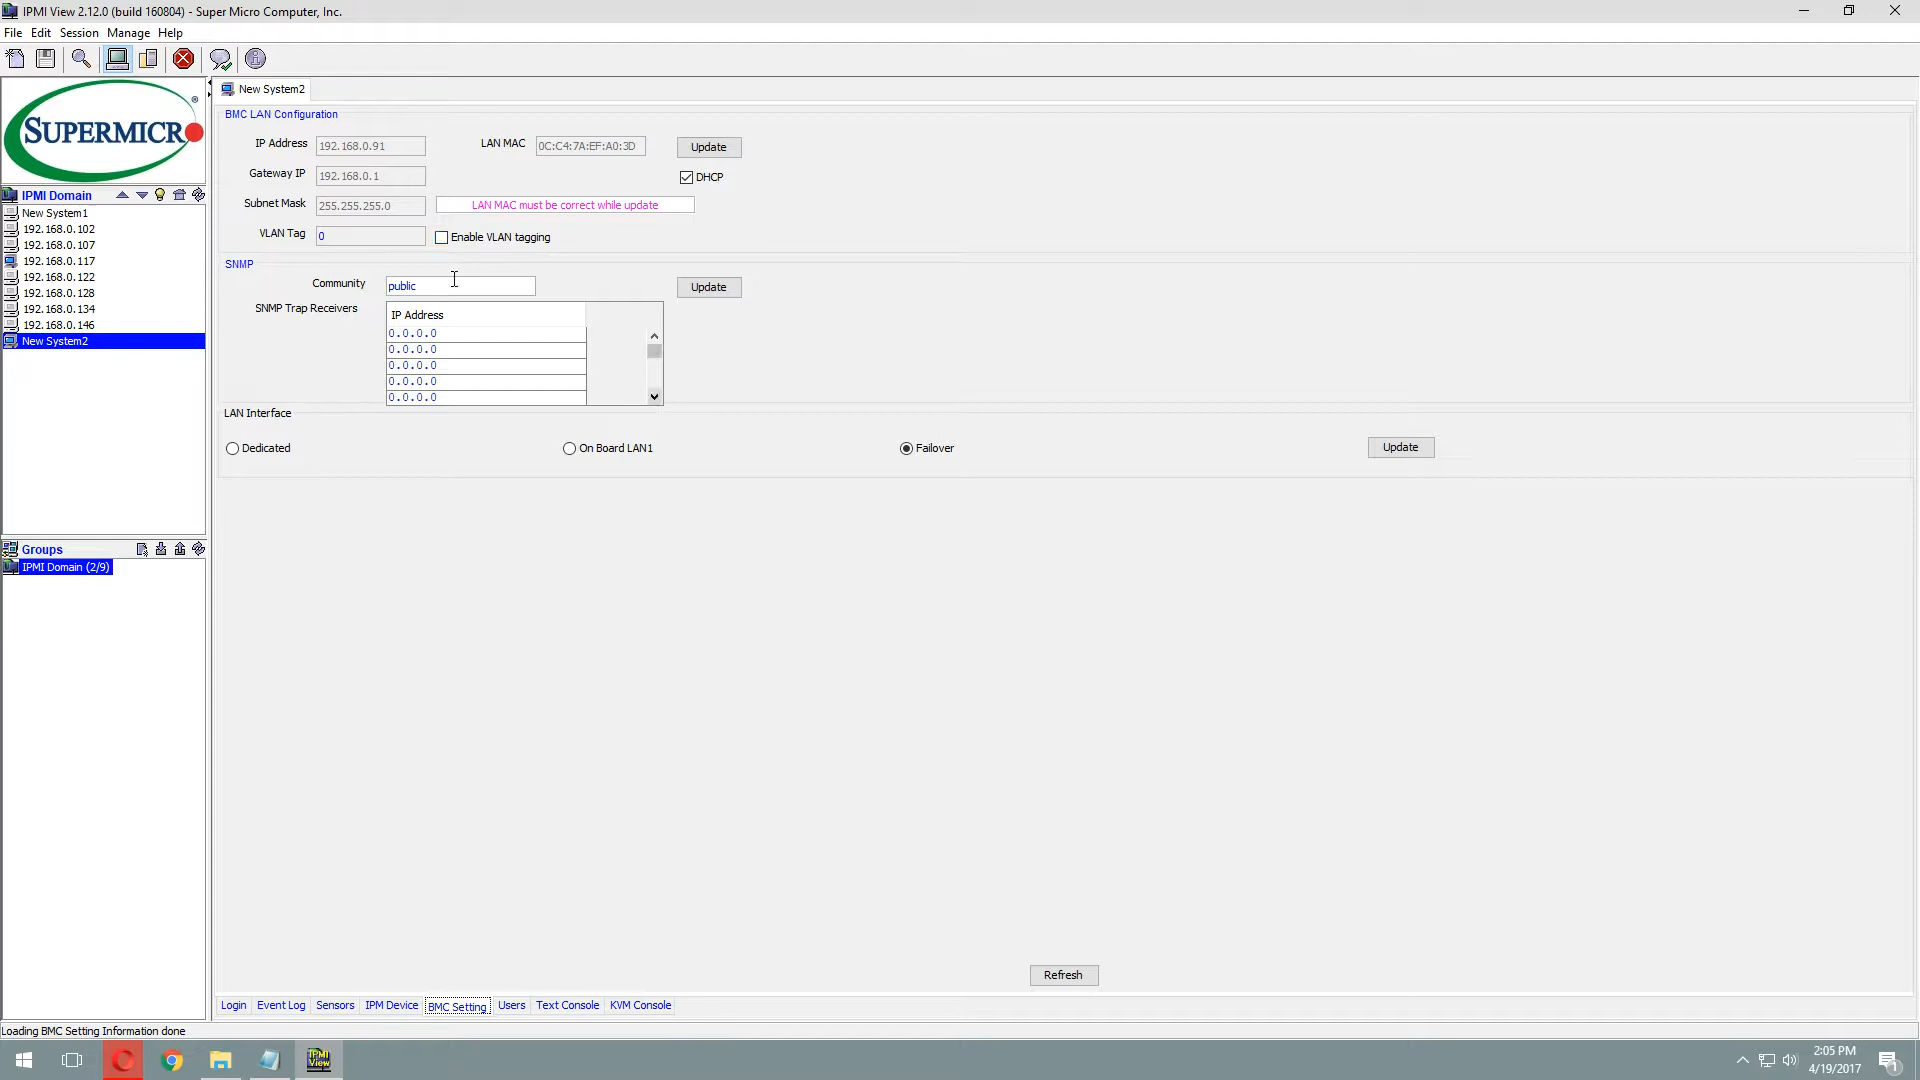 IPMI View 2.12.0 (build 160804) - Super Micro Computer, Inc.
File Edit Session Manage Help
SUPERMICR ®
New System2
BMC LAN Configuration
IP Address 192.168.0.91 LAN MAC 0C:C4:7A:EF:A0:3D Update
Gateway IP 192.168.0.1 DHCP
Subnet Mask 255.255.255.0 LAN MAC must be correct while update
VLAN Tag 0 Enable VLAN tagging
SNMP
Community public Update
SNMP Trap Receivers IP Address
0.0.0.0
0.0.0.0
0.0.0.0
0.0.0.0
0.0.0.0
LAN Interface
Dedicated On Board LAN1 Failover Update
Refresh
IPMI Domain
New System1
192.168.0.102
192.168.0.107
192.168.0.117
192.168.0.122
192.168.0.128
192.168.0.134
192.168.0.146
New System2
Groups
IPMI Domain (2/9)
Login Event Log Sensors IPM Device BMC Setting Users Text Console KVM Console
Loading BMC Setting Information done
IPMI
View
2:05 PM
4/19/2017
1